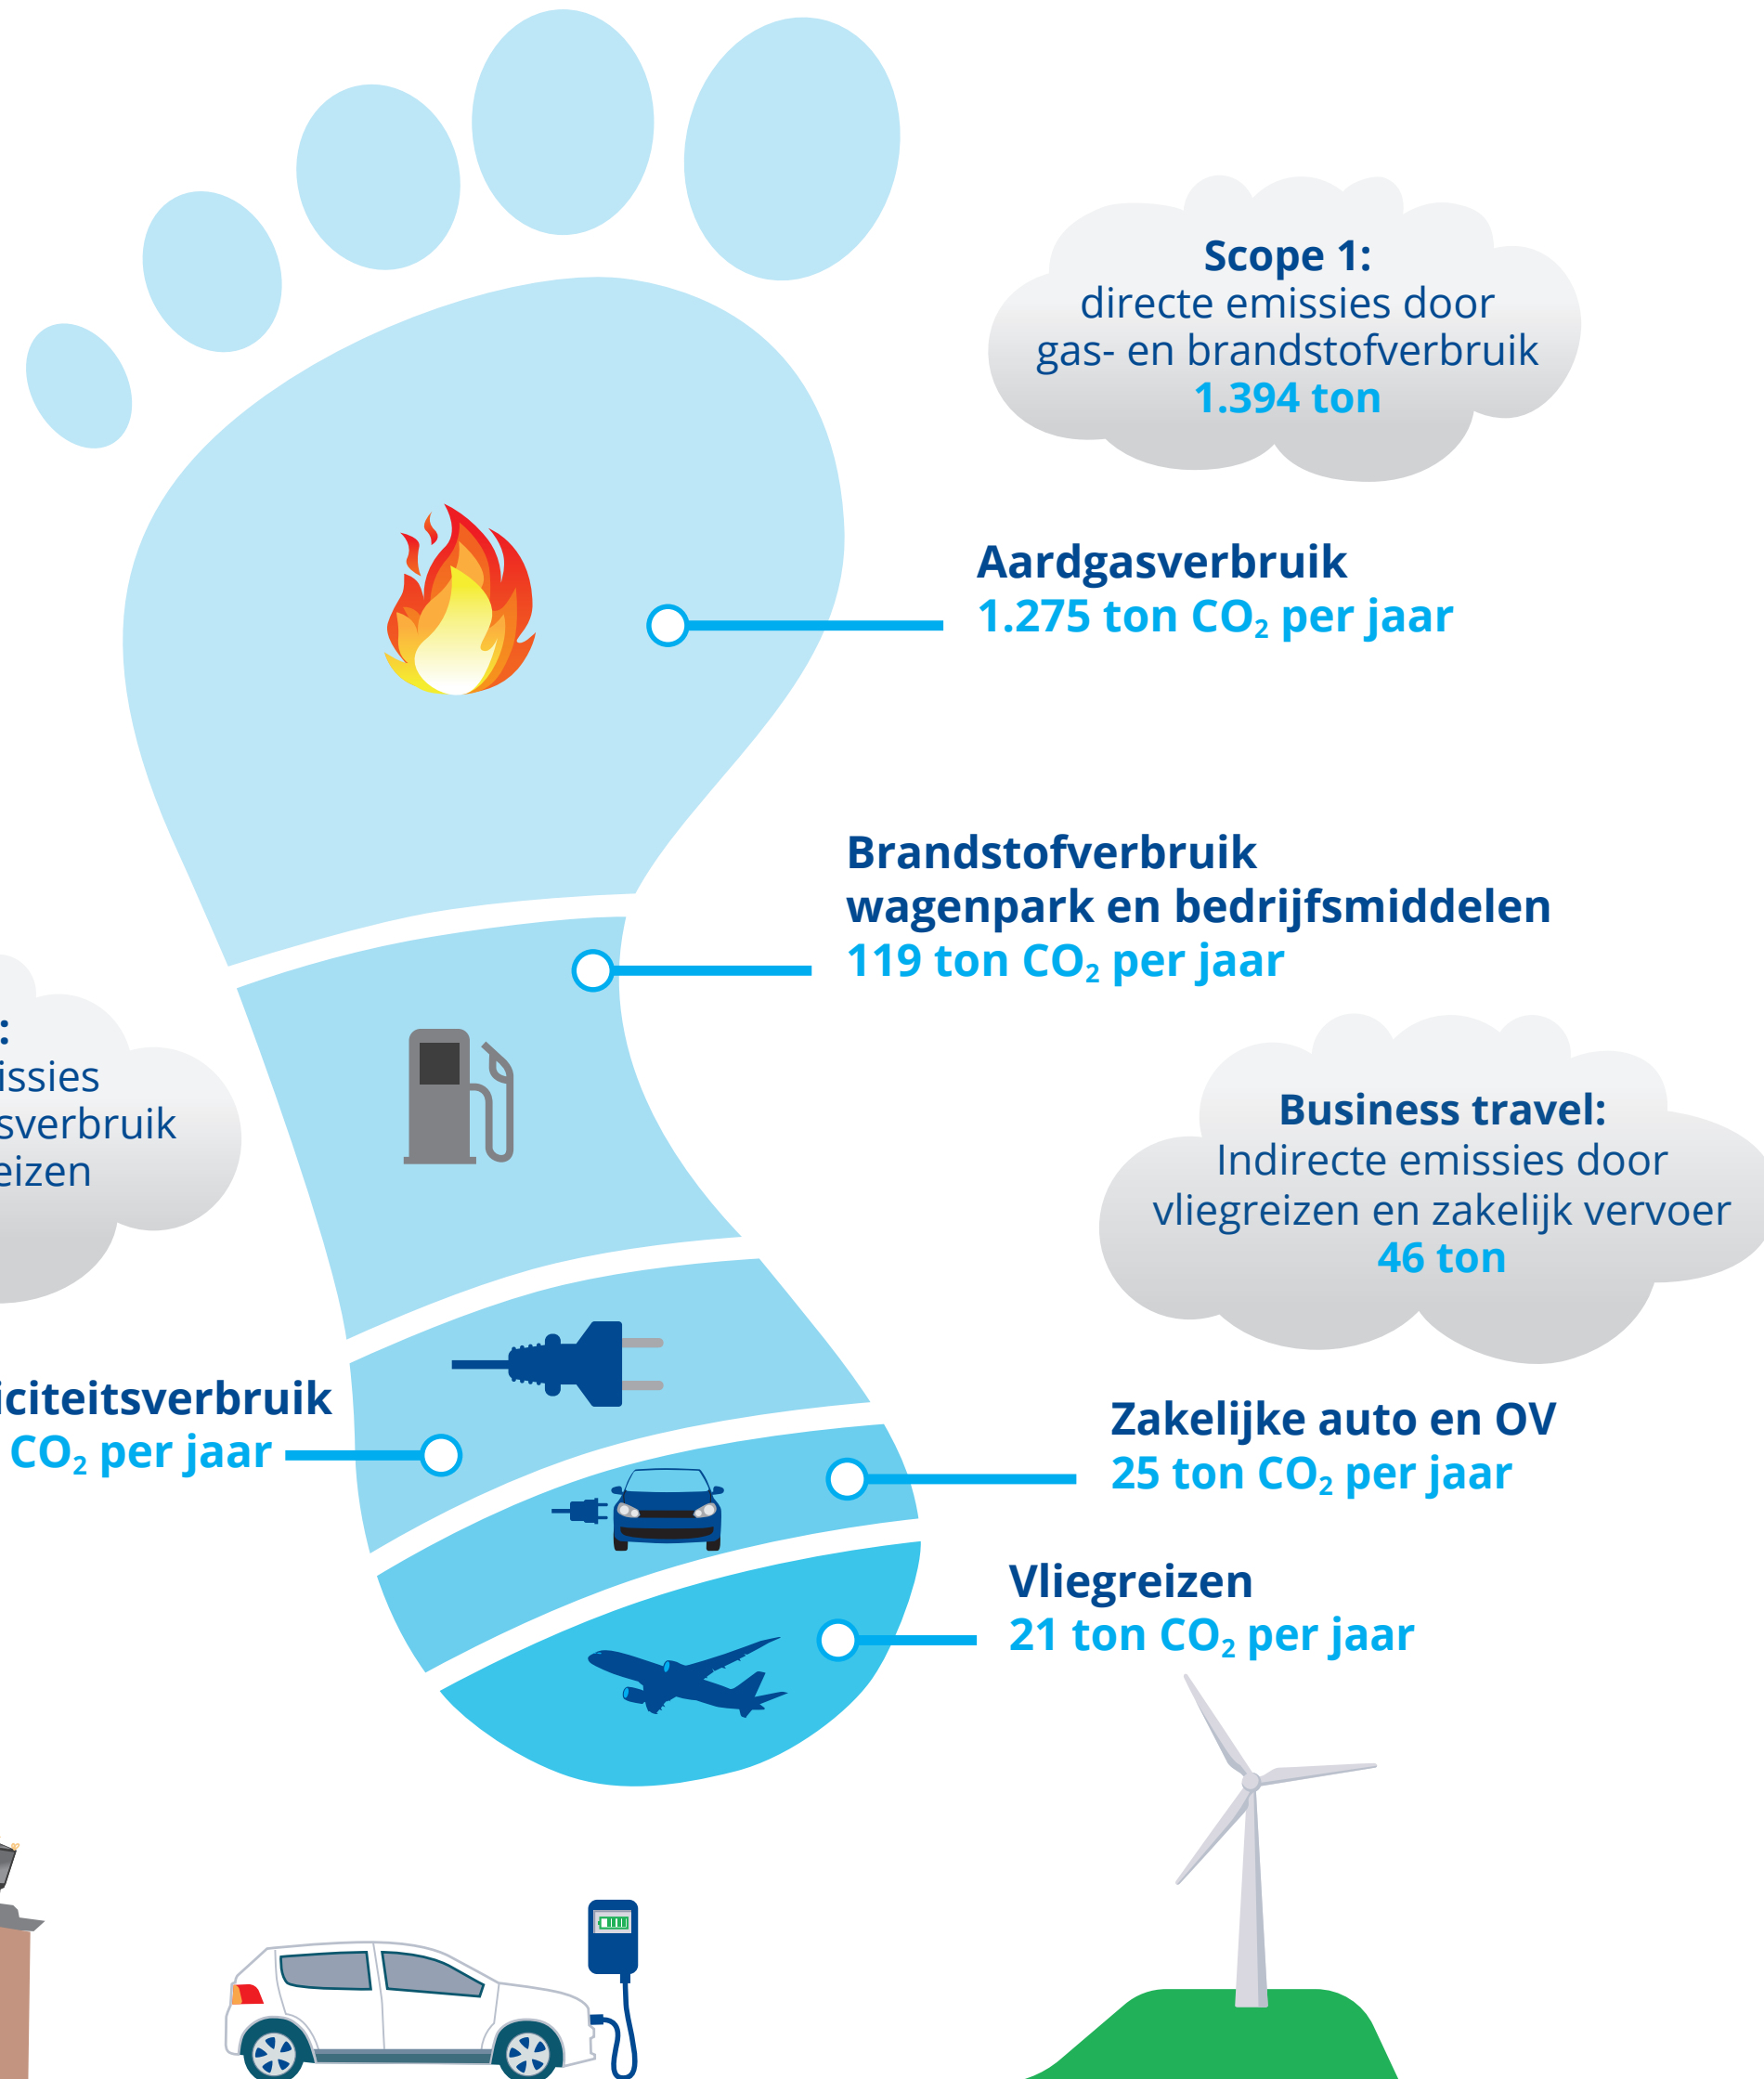 Scope 1:
directe emissies door
gas- en brandstofverbruik
1.394 ton
Aardgasverbruik
1.275 ton CO₂ per jaar
Brandstofverbruik
wagenpark en bedrijfsmiddelen
119 ton CO₂ per jaar
:
issies
sverbruik
eizen
Business travel:
Indirecte emissies door
vliegreizen en zakelijk vervoer
46 ton
iciteitsverbruik
CO₂ per jaar
Zakelijke auto en OV
25 ton CO₂ per jaar
Vliegreizen
21 ton CO₂ per jaar